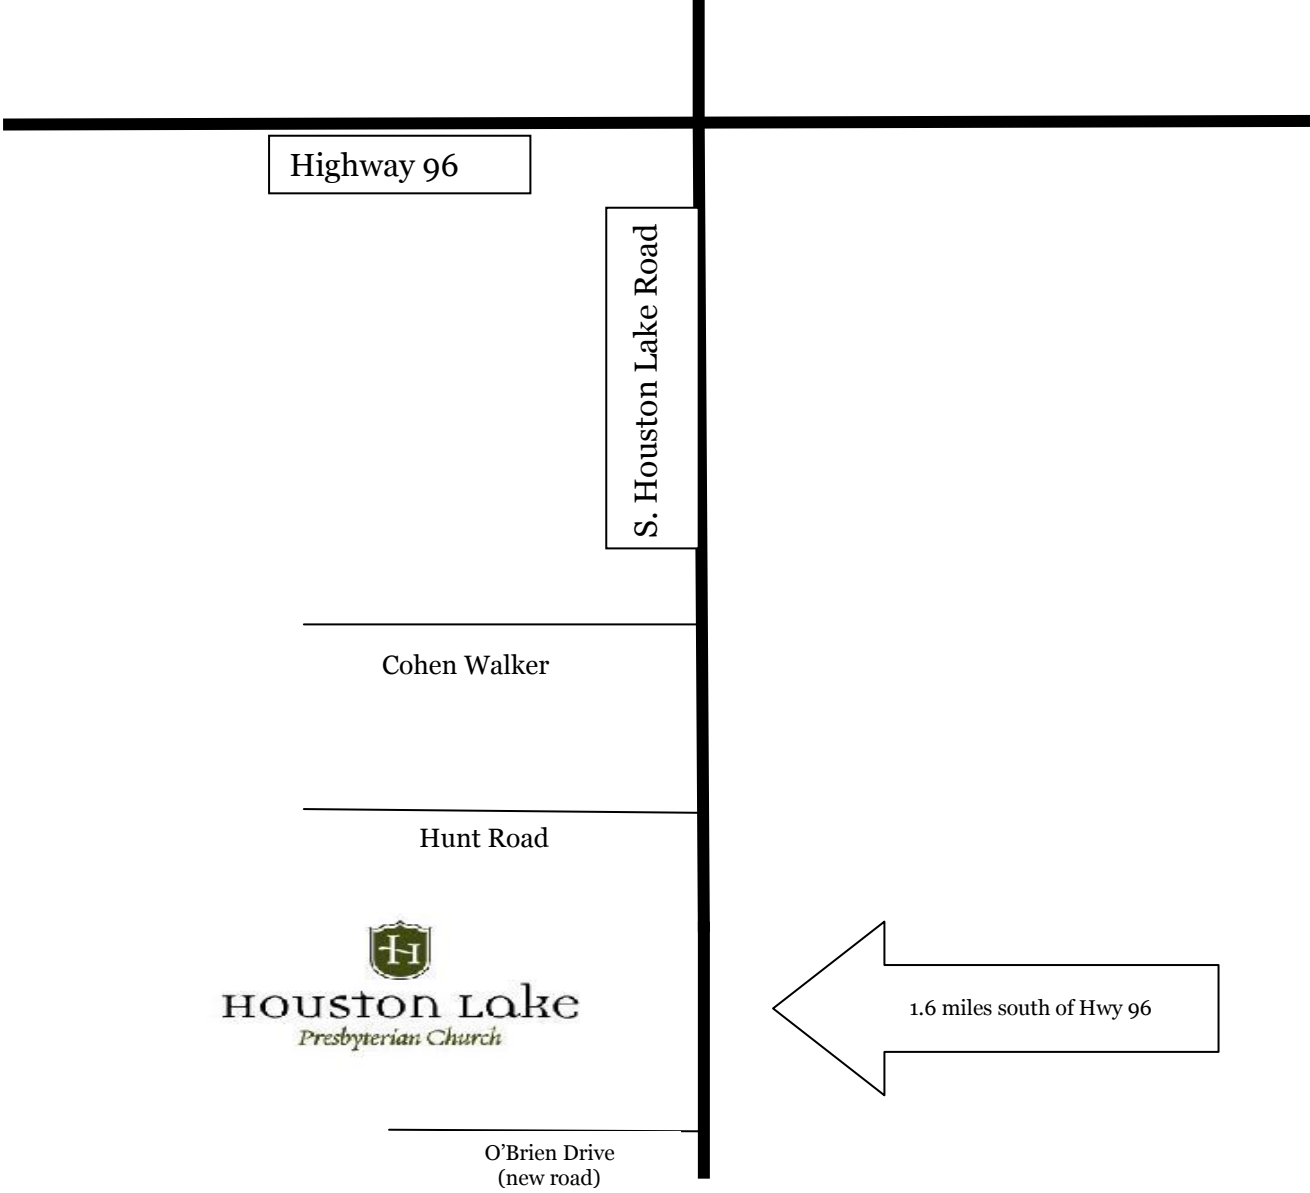 Highway 96
S. Houston Lake Road
Cohen Walker
Hunt Road
H
Houston Lake
Presbyterian Church
1.6 miles south of Hwy 96
O’Brien Drive
(new road)